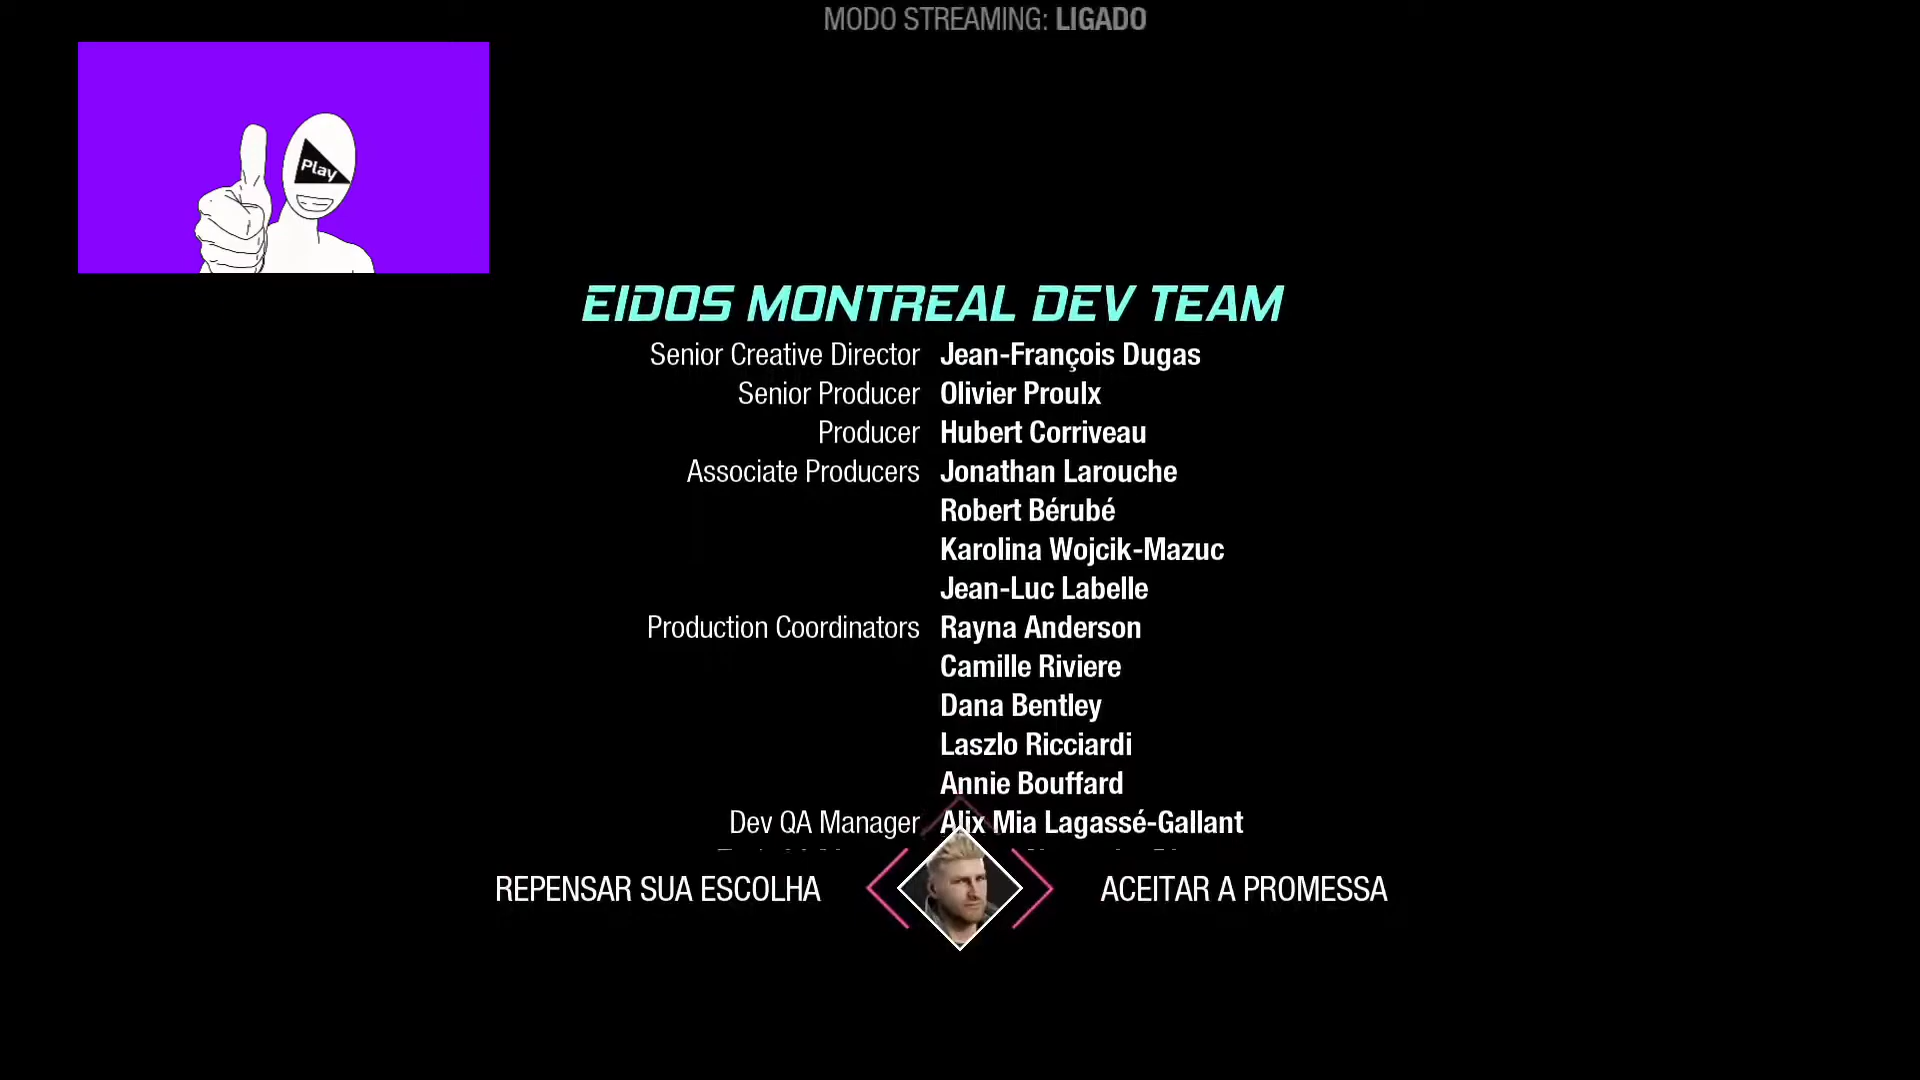 MODO STREAMING: LIGADO
Play
EIDOS MONTREAL DEV TEAM
Senior Creative Director Jean-François Dugas
Senior Producer Olivier Proulx
Producer Hubert Corriveau
Associate Producers Jonathan Larouche
Robert Bérubé
Karolina Wojcik-Mazuc
Jean-Luc Labelle
Production Coordinators Rayna Anderson
Camille Riviere
Dana Bentley
Laszlo Ricciardi
Annie Bouffard
Dev QA Manager Alix Mia Lagassé-Gallant
REPENSAR SUA ESCOLHA
ACEITAR A PROMESSA